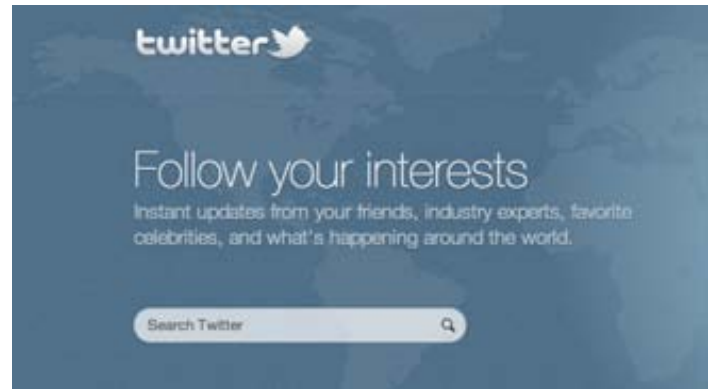 twitter
Follow your interests
Instant updates from your friends, industry experts, favorite
celebrities, and what's happening around the world.
Search Twitter